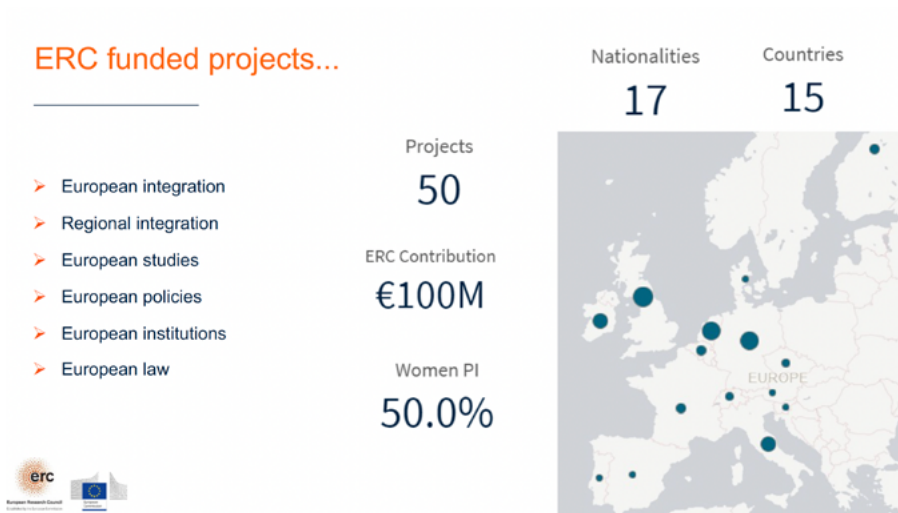 ERC funded projects...
Nationalities
17
Countries
15
Projects
50
ERC Contribution
€100M
Women PI
50.0%
European integration
Regional integration
European studies
European policies
European institutions
European law
EUROPE
erc
European Research Council